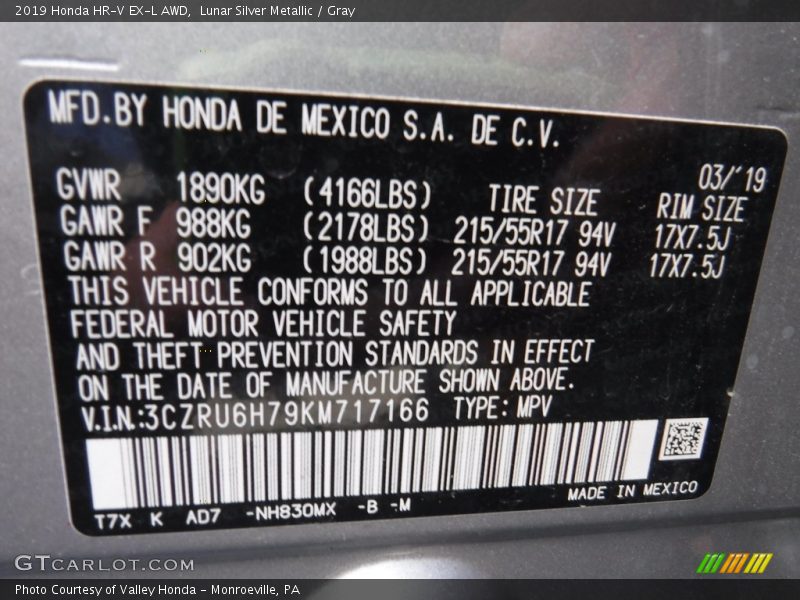 2019 Honda HR-V EX-L AWD, Lunar Silver Metallic / Gray
MFD.BY HONDA DE MEXICO S.A. DE C.V.
03/'19
GVWR 1890KG (4166LBS) TIRE SIZE RIM SIZE
GAWR F 988KG (2178LBS) 215/55R17 94V 17X7.5J
GAWR R 902KG (1988LBS) 215/55R17 94V 17X7.5J
THIS VEHICLE CONFORMS TO ALL APPLICABLE
FEDERAL MOTOR VEHICLE SAFETY
AND THEFT PREVENTION STANDARDS IN EFFECT
ON THE DATE OF MANUFACTURE SHOWN ABOVE.
V.I.N.:3CZRU6H79KM717166 TYPE: MPV
MADE IN MEXICO
T7X K AD7 -NH830MX -B -M
GTCARLOT.COM
Photo Courtesy of Valley Honda - Monroeville, PA